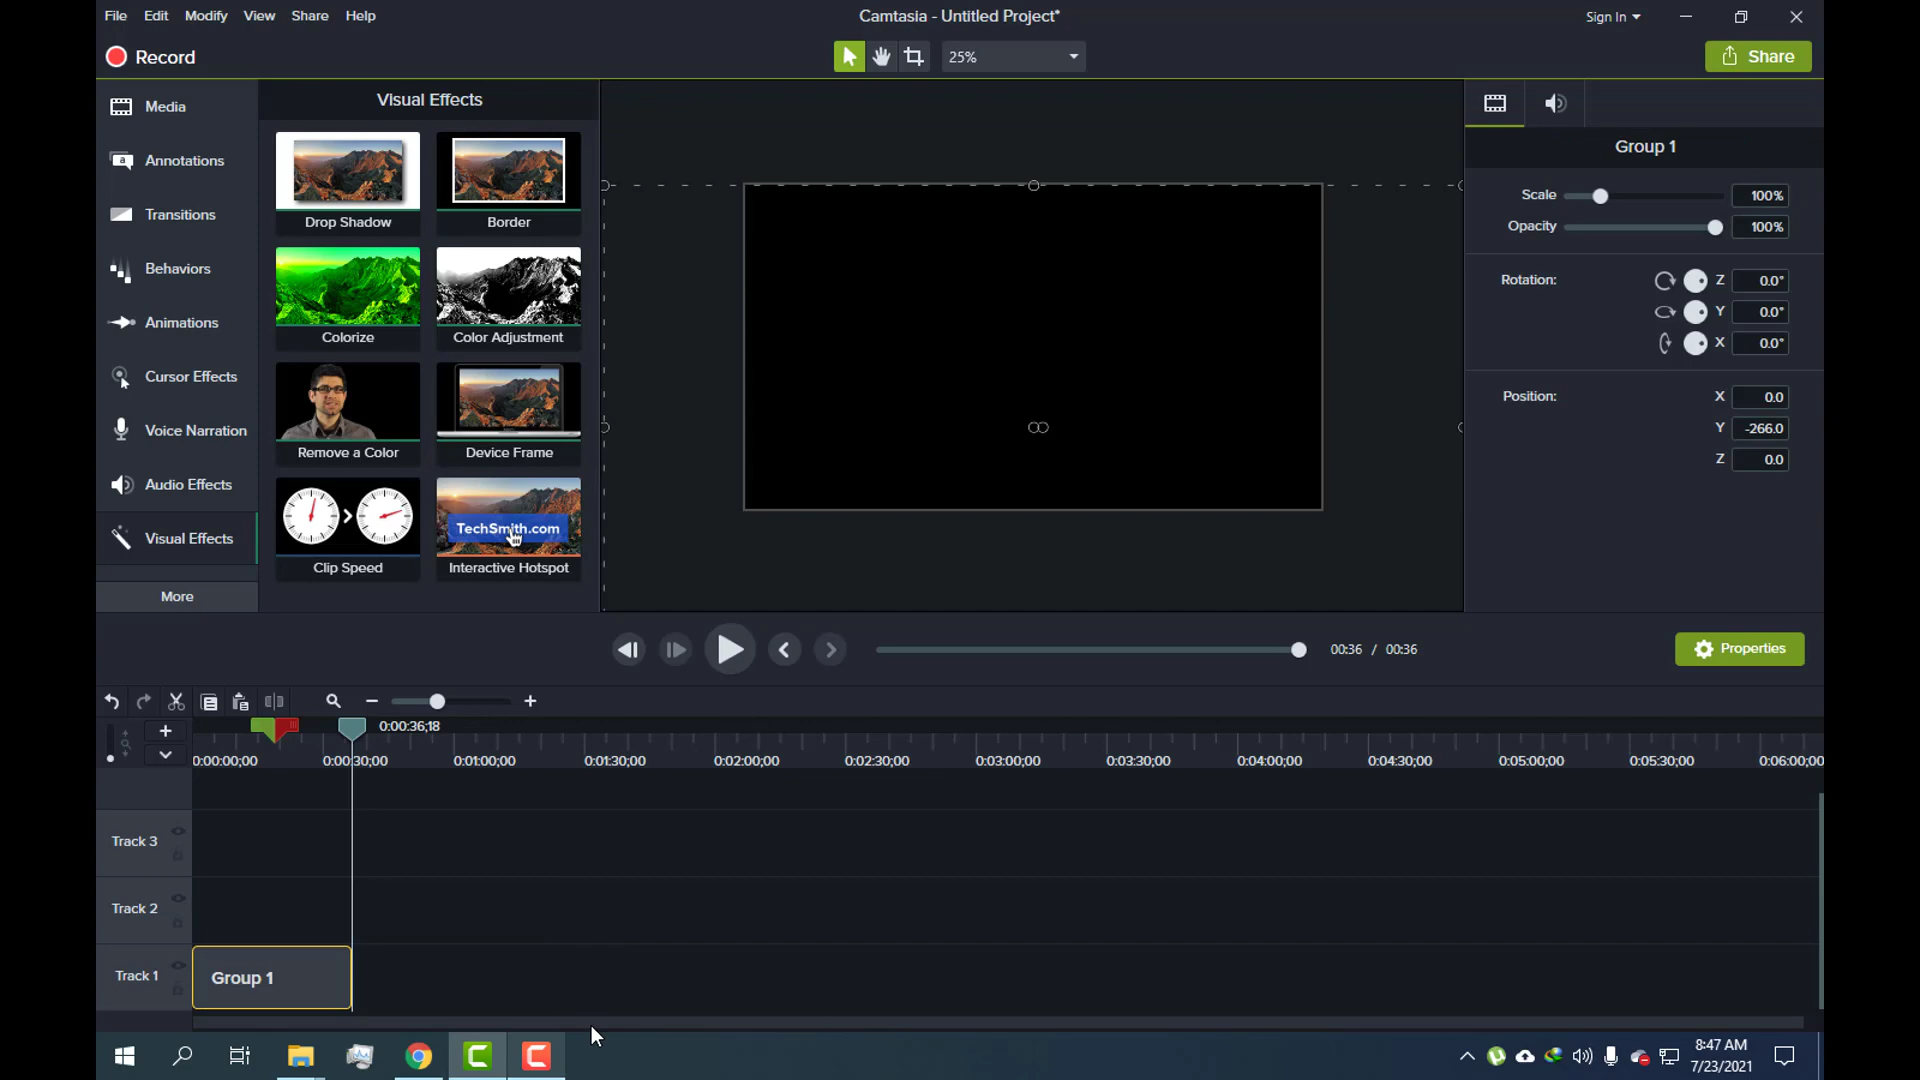 File Edit Modify View Share Help
Camtasia - Untitled Project*
Sign In
Record
25%
Share
Media
Annotations
Transitions
Behaviors
Animations
Cursor Effects
Voice Narration
Audio Effects
Visual Effects
More
Visual Effects
Drop Shadow
Border
Colorize
Color Adjustment
Remove a Color
Device Frame
TechSmith.com
Clip Speed
Interactive Hotspot
Group 1
Scale 100%
Opacity 100%
Rotation: Z 0.0°
Y 0.0°
X 0.0°
Position: X 0.0
Y -266.0
Z 0.0
00:36 / 00:36
Properties
0:00:36;18
0:00:00;00 0:00:30;00 0:01:00;00 0:01:30;00 0:02:00;00 0:02:30;00 0:03:00;00 0:03:30;00 0:04:00;00 0:04:30;00 0:05:00;00 0:05:30;00 0:06:00;00
Track 3
Track 2
Track 1
Group 1
8:47 AM
7/23/2021